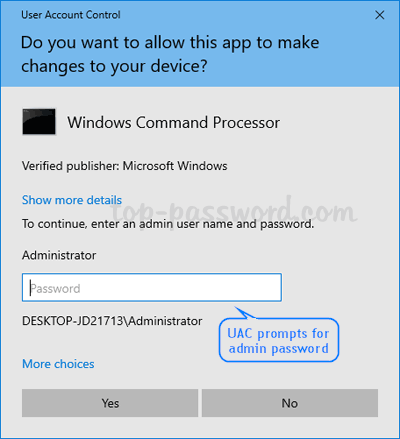 User Account Control
Do you want to allow this app to make
changes to your device?
Windows Command Processor
Verified publisher: Microsoft Windows
Show more details
top-password.com
To continue, enter an admin user name and password.
Administrator
Password
DESKTOP-JD21713\Administrator
UAC prompts for
admin password
More choices
Yes
No